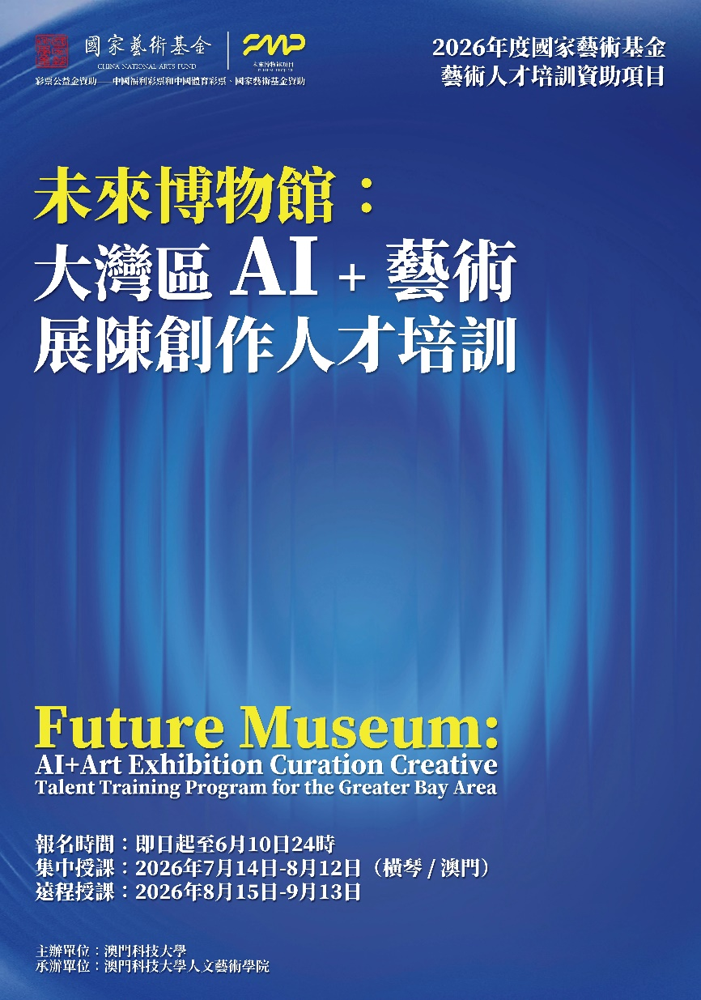 國家藝術基金
CHINA NATIONAL ARTS FUND
FMP
未來博物館項目
彩票公益金資助——中國福利彩票和中國體育彩票、國家藝術基金資助
2026年度國家藝術基金
藝術人才培訓資助項目
未來博物館：
大灣區 AI + 藝術
展陳創作人才培訓
Future Museum:
AI+Art Exhibition Curation Creative
Talent Training Program for the Greater Bay Area
報名時間：即日起至6月10日24時
集中授課：2026年7月14日-8月12日（橫琴 / 澳門）
遠程授課：2026年8月15日-9月13日
主辦單位：澳門科技大學
承辦單位：澳門科技大學人文藝術學院